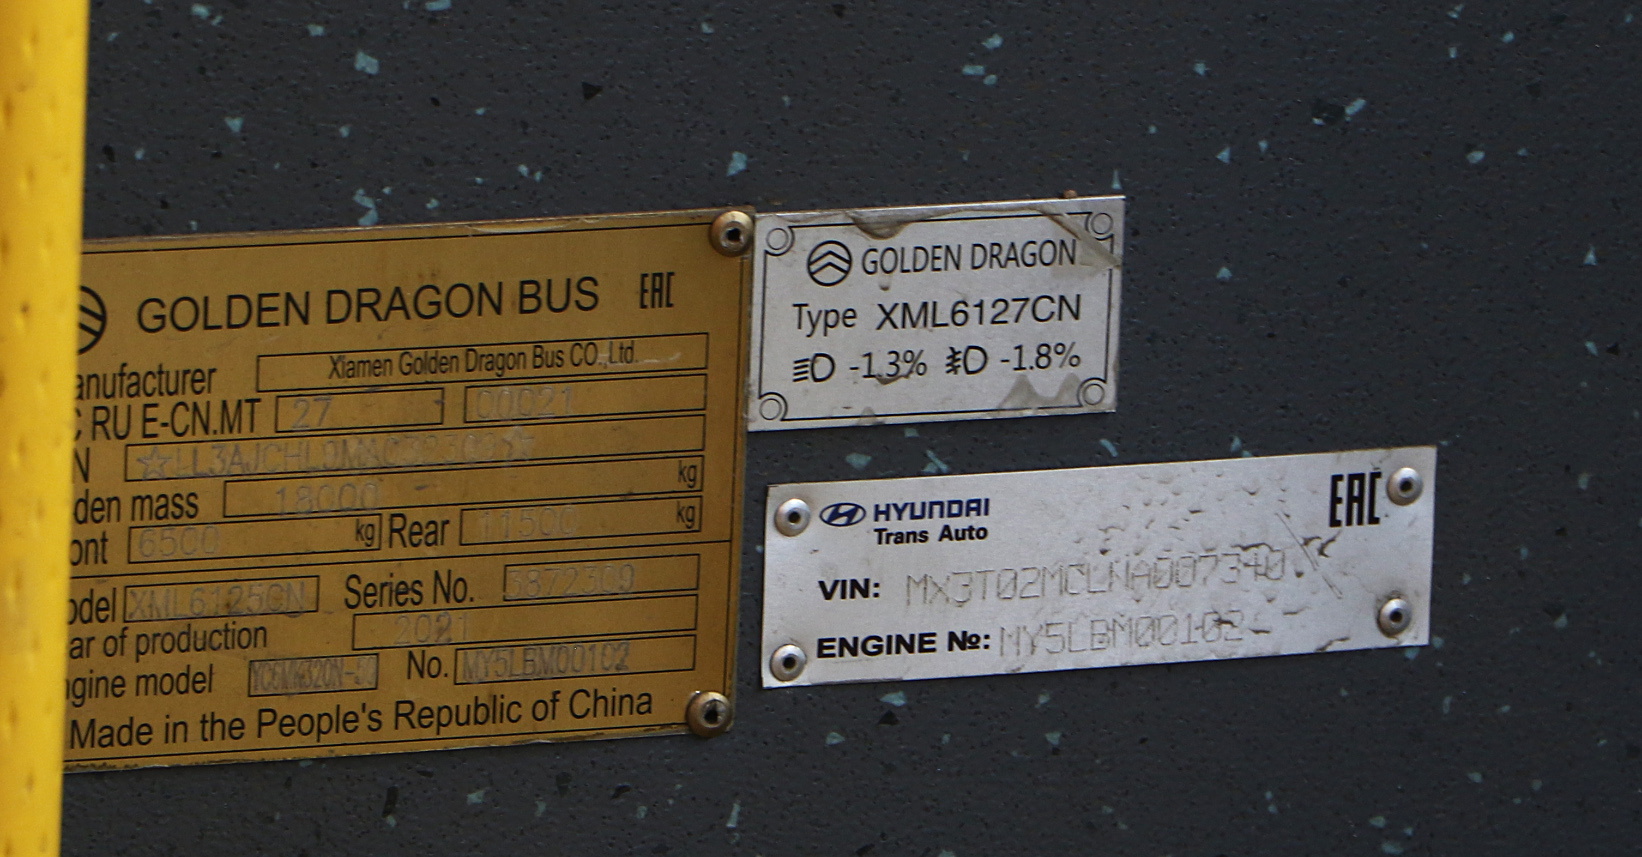 GOLDEN DRAGON BUS EAC
anufacturer Xiamen Golden Dragon Bus CO.,Ltd.
C RU E-CN.MT 27 00021
N
den mass 18000 kg
ont 6500 kg Rear 11500 kg
odel XML6125CN Series No.
ar of production 2021
gine model No. MY5LBM00102
Made in the People's Republic of China
GOLDEN DRAGON
Type XML6127CN
-1.3% -1.8%
HYUNDAI EAC
Trans Auto
VIN: MX3T02MCLNA007340
ENGINE №: MY5LBM00102